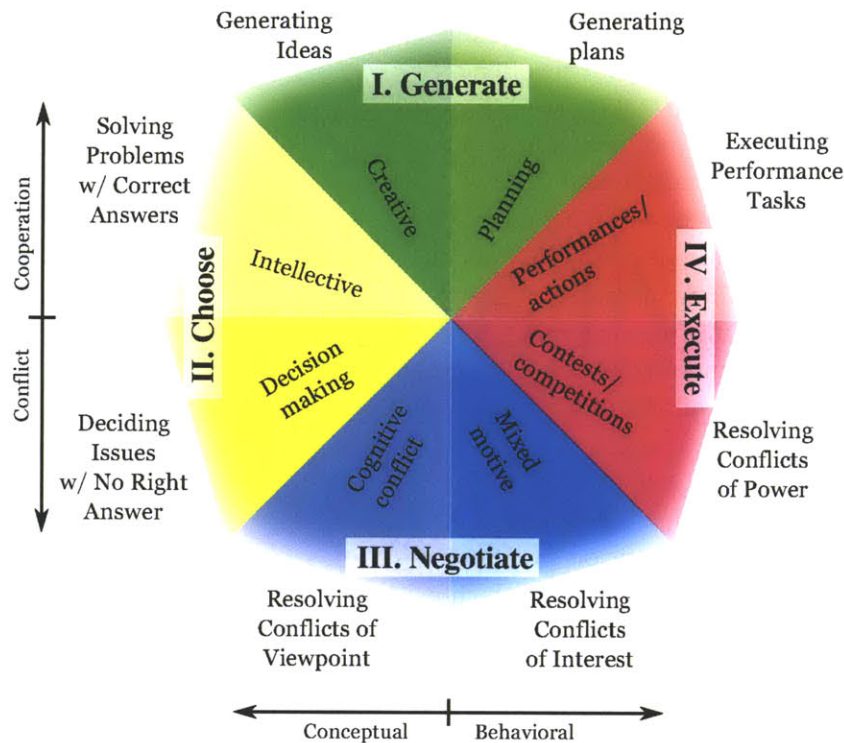 Generating
Ideas
Generating
plans
I. Generate
Solving
Problems
w/ Correct
Answers
Executing
Performance
Tasks
Creative
Planning
Intellective
Performances/
actions
Cooperation
Conflict
II. Choose
IV. Execute
Decision
making
Contests/
competitions
Cognitive
conflict
Mixed
motive
Deciding
Issues
w/ No Right
Answer
Resolving
Conflicts
of Power
III. Negotiate
Resolving
Conflicts of
Viewpoint
Resolving
Conflicts
of Interest
Conceptual
Behavioral